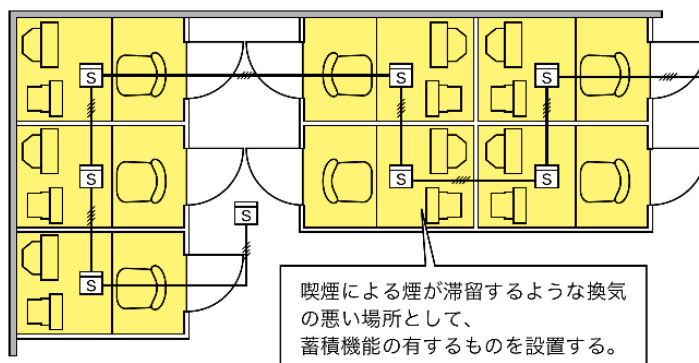 S S S
S S S
S
S
喫煙による煙が滞留するような換気
の悪い場所として、
蓄積機能の有するものを設置する。